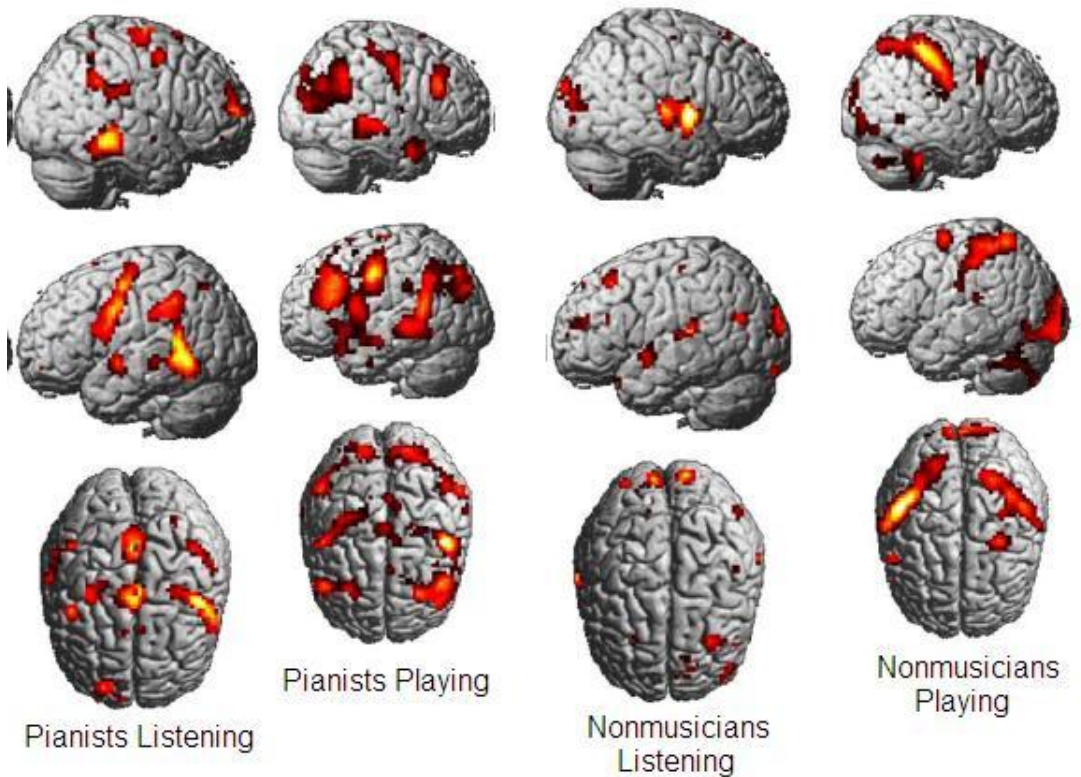 Pianists Listening
Pianists Playing
Nonmusicians
Listening
Nonmusicians
Playing